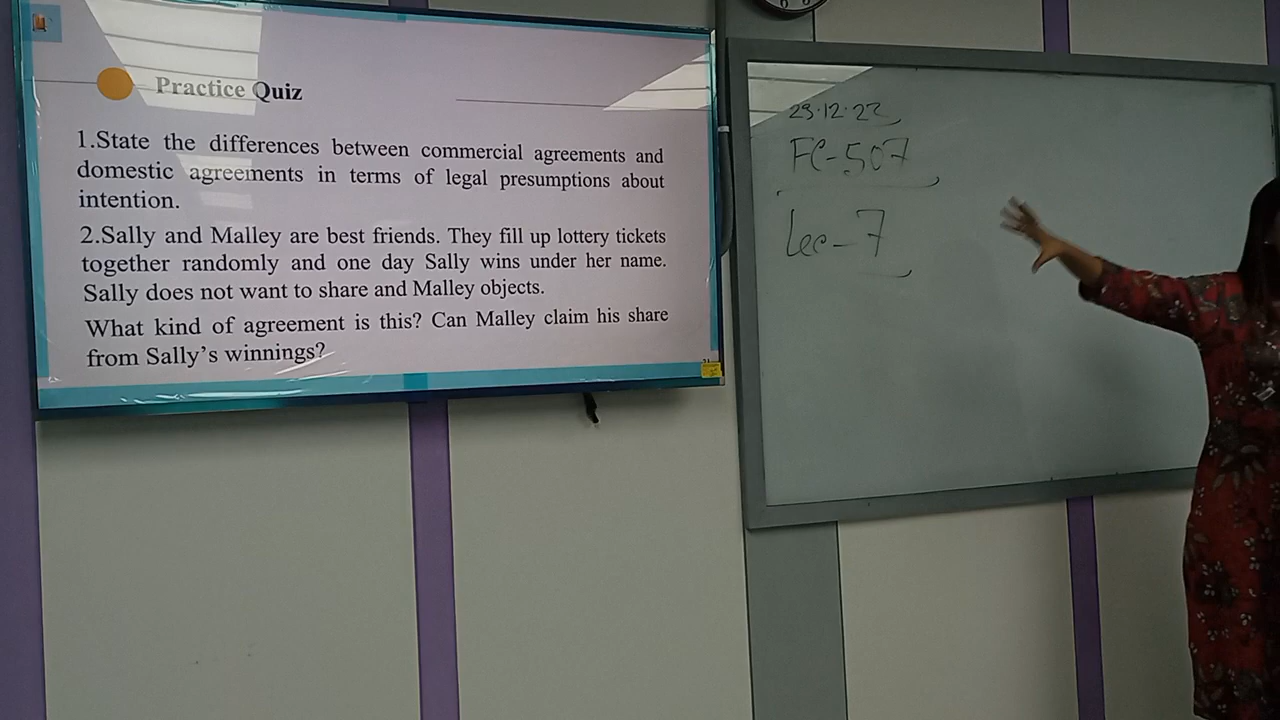 Practice Quiz
1.State the differences between commercial agreements and
domestic agreements in terms of legal presumptions about
intention.
2.Sally and Malley are best friends. They fill up lottery tickets
together randomly and one day Sally wins under her name.
Sally does not want to share and Malley objects.
What kind of agreement is this? Can Malley claim his share
from Sally's winnings?
29.12.22
FC-507
Lec-7